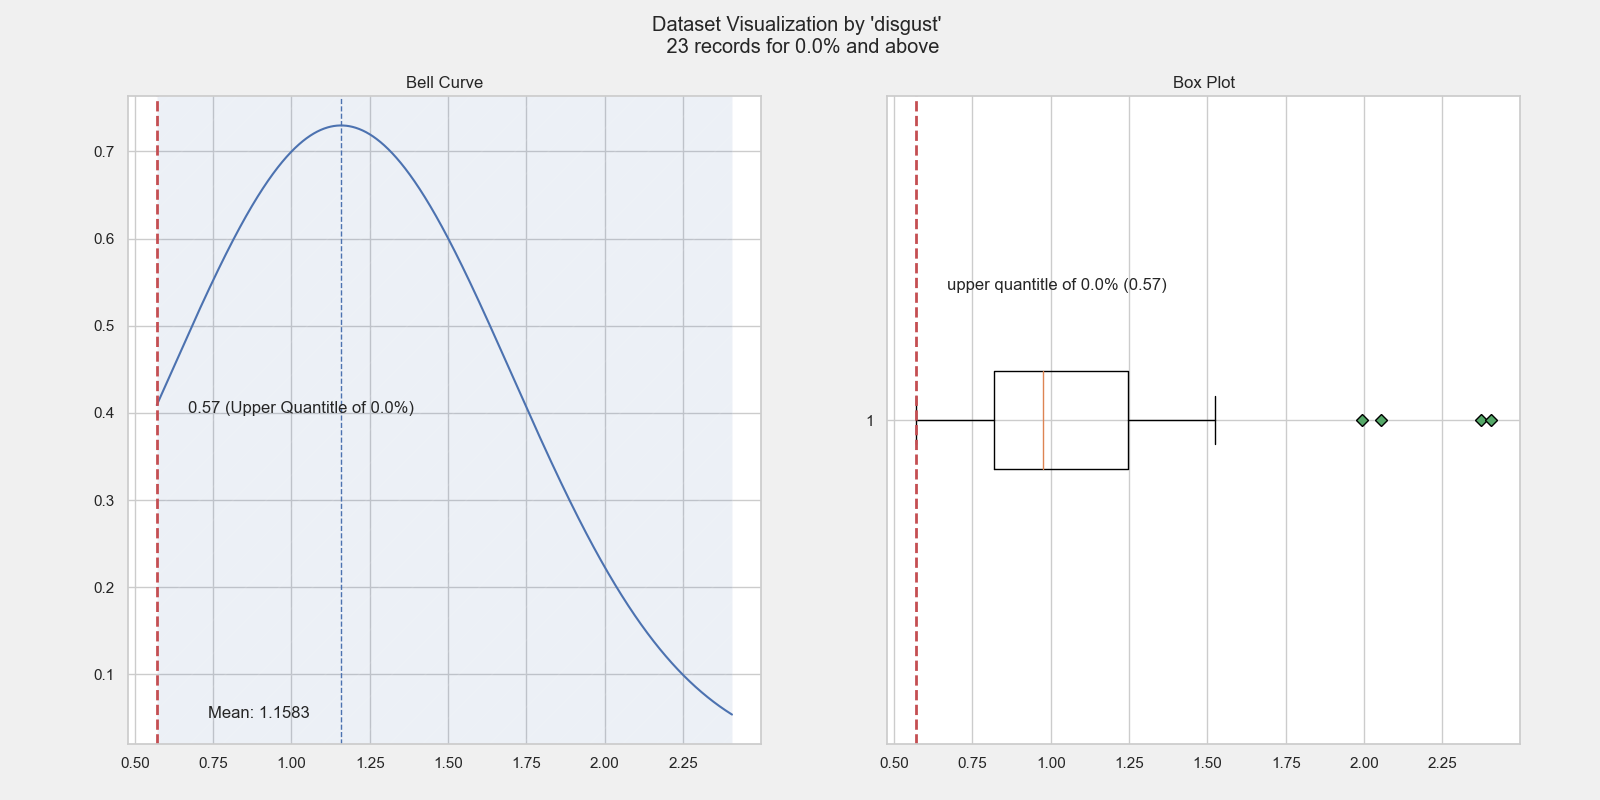 Dataset Visualization by 'disgust'
23 records for 0.0% and above
Bell Curve
0.7
0.6
0.5
0.4
0.3
0.2
0.1
0.57 (Upper Quantitle of 0.0%)
Mean: 1.1583
0.50 0.75 1.00 1.25 1.50 1.75 2.00 2.25
Box Plot
upper quantitle of 0.0% (0.57)
1
0.50 0.75 1.00 1.25 1.50 1.75 2.00 2.25